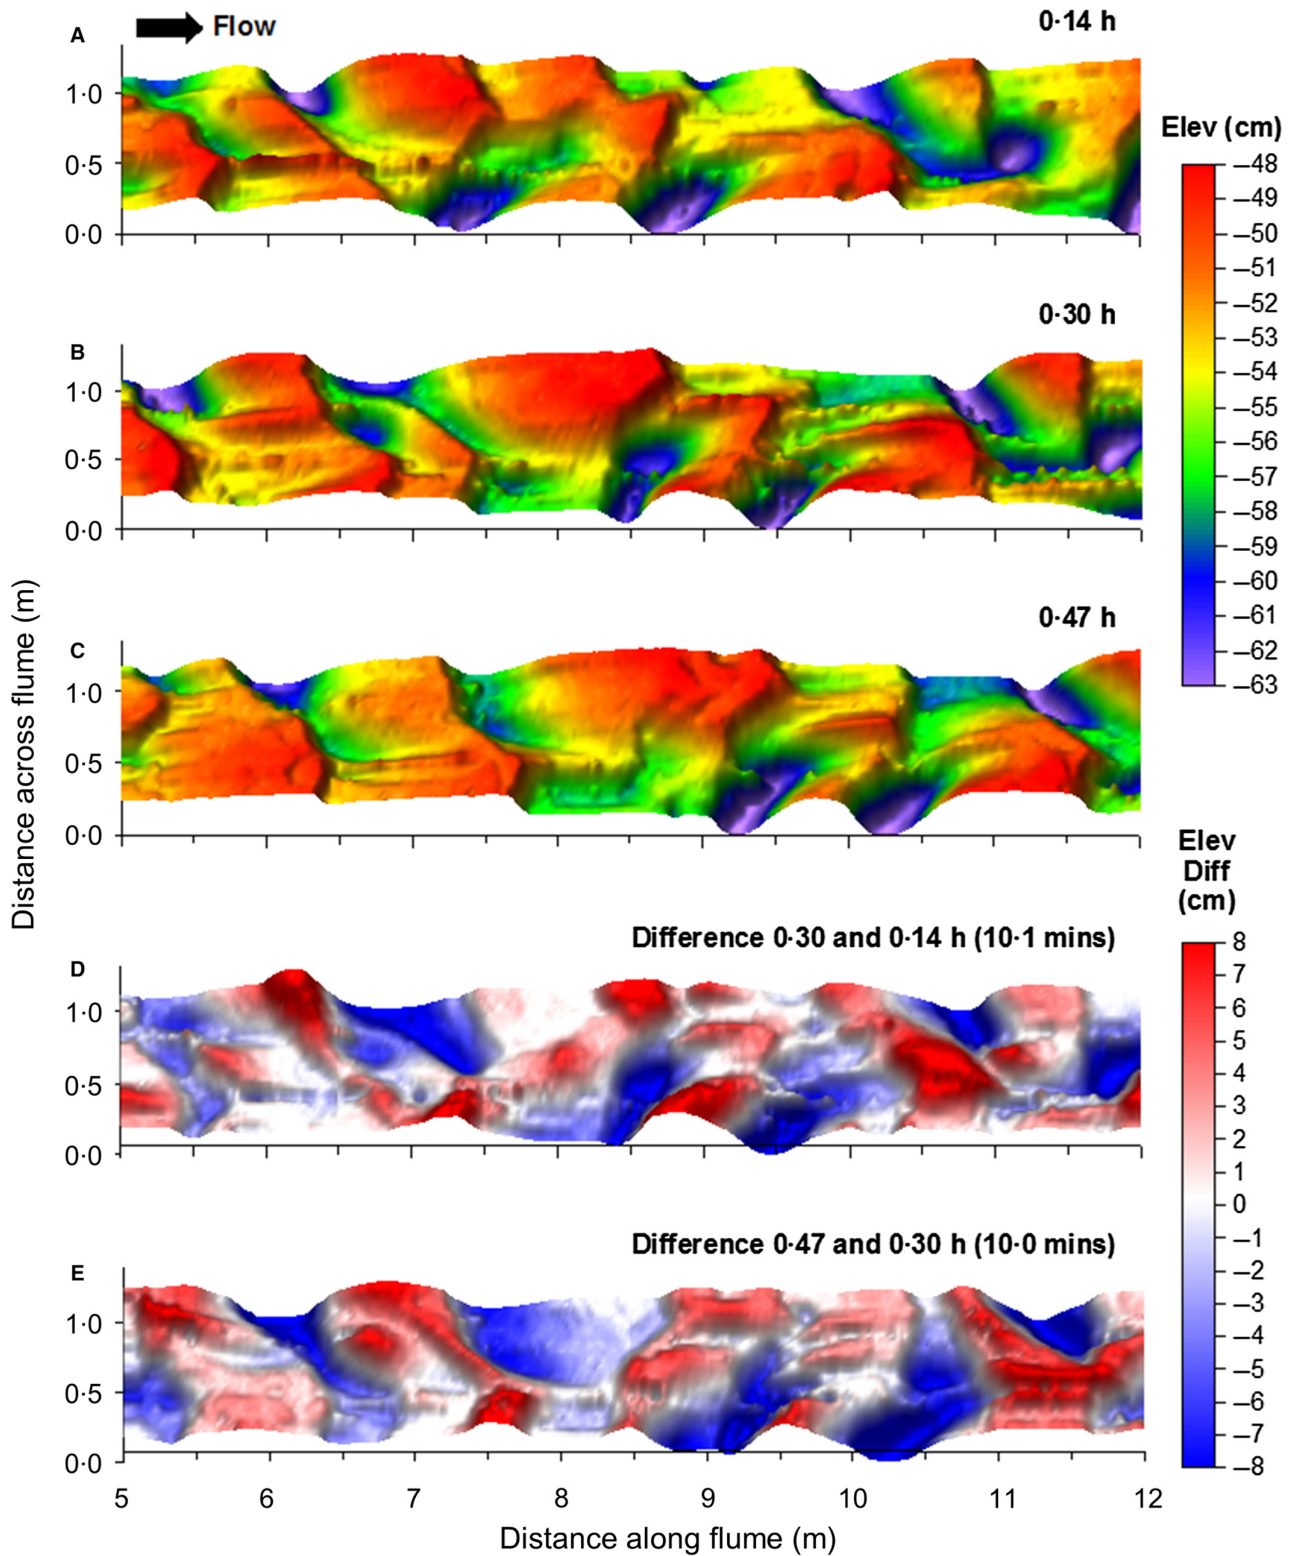 A
Flow
0·14 h
1·0
0·5
0·0
B
0·30 h
1·0
0·5
0·0
C
0·47 h
1·0
0·5
0·0
D
Difference 0·30 and 0·14 h (10·1 mins)
1·0
0·5
0·0
E
Difference 0·47 and 0·30 h (10·0 mins)
1·0
0·5
0·0
5 6 7 8 9 10 11 12
Distance along flume (m)
Distance across flume (m)
Elev (cm)
–48
–49
–50
–51
–52
–53
–54
–55
–56
–57
–58
–59
–60
–61
–62
–63
Elev
Diff
(cm)
8
7
6
5
4
3
2
1
0
–1
–2
–3
–4
–5
–6
–7
–8